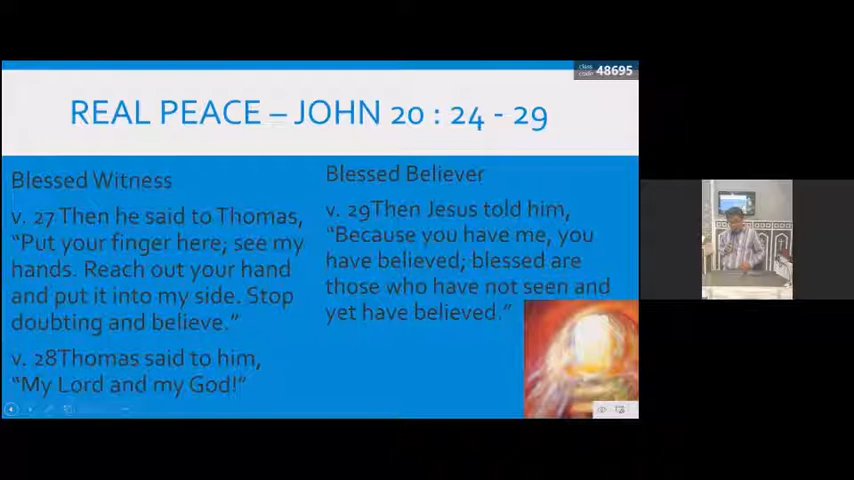 class
code 48695
REAL PEACE – JOHN 20 : 24 - 29
Blessed Witness
v. 27 Then he said to Thomas,
“Put your finger here; see my
hands. Reach out your hand
and put it into my side. Stop
doubting and believe.”
v. 28Thomas said to him,
“My Lord and my God!”
Blessed Believer
v. 29Then Jesus told him,
“Because you have me, you
have believed; blessed are
those who have not seen and
yet have believed.”